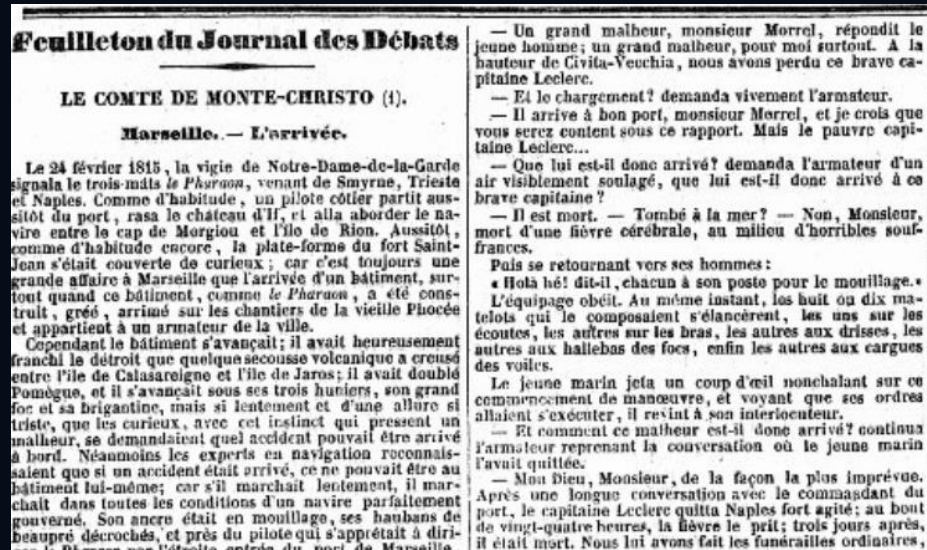 Feuilleton du Journal des Débats
LE COMTE DE MONTE-CHRISTO (1).
Marseille. — L'arrivée.
Le 24 février 1815, la vigie de Notre-Dame-de-la-Garde
signala le trois-mâts le Pharaon, venant de Smyrne, Trieste
et Naples. Comme d'habitude, un pilote côtier partit aus-
sitôt du port, rasa le château d'If, et alla aborder le na-
vire entre le cap de Morgiou et l'île de Rion. Aussitôt,
comme d'habitude encore, la plate-forme du fort Saint-
Jean s'était couverte de curieux; car c'est toujours une
grande affaire à Marseille que l'arrivée d'un bâtiment, sur-
tout quand ce bâtiment, comme le Pharaon, a été cons-
truit, gréé, arrimé sur les chantiers de la vieille Phocée
et appartient à un armateur de la ville.
Cependant le bâtiment s'avançait; il avait heureusement
franchi le détroit que quelque secousse volcanique a creusé
entre l'île de Calasareigne et l'île de Jaros; il avait doublé
Pomègue, et il s'avançait sous ses trois huniers, son grand
foc et sa brigantine, mais si lentement et d'une allure si
triste, que les curieux, avec cet instinct qui pressent un
malheur, se demandaient quel accident pouvait être arrivé
à bord. Néanmoins les experts en navigation reconnais-
saient que si un accident était arrivé, ce ne pouvait être au
bâtiment lui-même; car s'il marchait lentement, il mar-
chait dans toutes les conditions d'un navire parfaitement
gouverné. Son ancre était en mouillage, ses haubans de
beaupré décrochés, et près du pilote qui s'apprêtait à diri-
ger le Pharaon par l'étroite entrée du port de Marseille,
— Un grand malheur, monsieur Morrel, répondit le
jeune homme; un grand malheur, pour moi surtout. A la
hauteur de Civita-Vecchia, nous avons perdu ce brave ca-
pitaine Leclerc.
— Et le chargement? demanda vivement l'armateur.
— Il arrive à bon port, monsieur Morrel, et je crois que
vous serez content sous ce rapport. Mais le pauvre capi-
taine Leclerc...
— Que lui est-il donc arrivé? demanda l'armateur d'un
air visiblement soulagé, que lui est-il donc arrivé à ce
brave capitaine?
— Il est mort. — Tombé à la mer? — Non, Monsieur,
mort d'une fièvre cérébrale, au milieu d'horribles souf-
frances.
Puis se retournant vers ses hommes:
« Holà hé! dit-il, chacun à son poste pour le mouillage. »
L'équipage obéit. Au même instant, les huit ou dix ma-
telots qui le composaient s'élancèrent, les uns sur les
écoutes, les autres sur les bras, les autres aux drisses, les
autres aux hallebas des focs, enfin les autres aux cargues
des voiles.
Le jeune marin jeta un coup d'œil nonchalant sur ce
commencement de manœuvre, et voyant que ses ordres
allaient s'exécuter, il revint à son interlocuteur.
— Et comment ce malheur est-il donc arrivé? continua
l'armateur reprenant la conversation où le jeune marin
l'avait quittée.
— Mon Dieu, Monsieur, de la façon la plus imprévue.
Après une longue conversation avec le commandant du
port, le capitaine Leclerc quitta Naples fort agité; au bout
de vingt-quatre heures, la fièvre le prit; trois jours après,
il était mort. Nous lui avons fait les funérailles ordinaires,